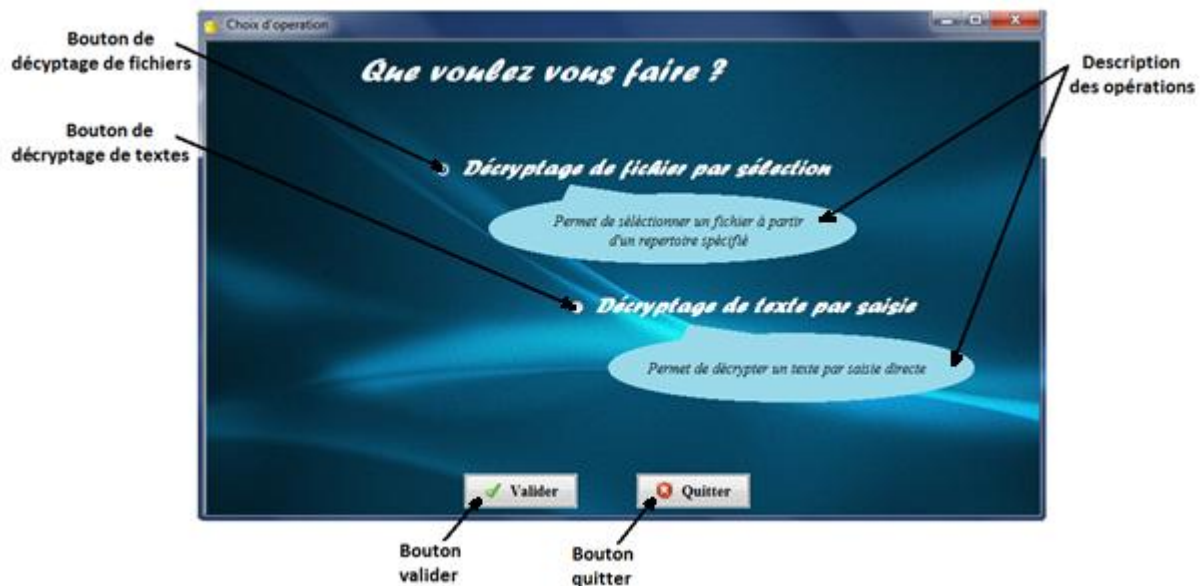 Choix d'operation
Bouton de
décyptage de fichiers
Que voulez vous faire ?
Description
des opérations
Bouton de
décryptage de textes
Décryptage de fichier par sélection
Permet de séléctionner un fichier à partir
d'un repertoire spécifié
Décryptage de texte par saisie
Permet de décrypter un texte par saisie directe
Valider
Quitter
Bouton
valider
Bouton
quitter